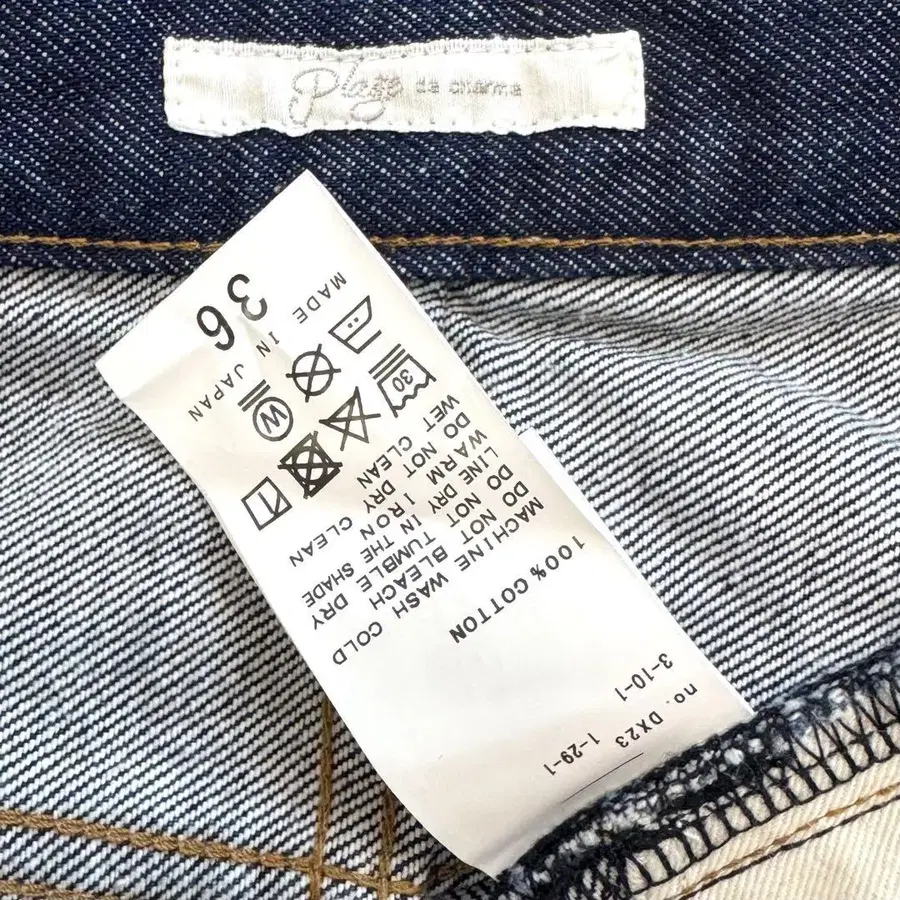 Plage de charme
no. DX23 1-29-1
3-10-1
100% COTTON
MACHINE WASH COLD
DO NOT BLEACH
DO NOT TUMBLE DRY
LINE DRY IN THE SHADE
WARM IRON
DO NOT DRY CLEAN
WET CLEAN
30
W
MADE IN JAPAN
36